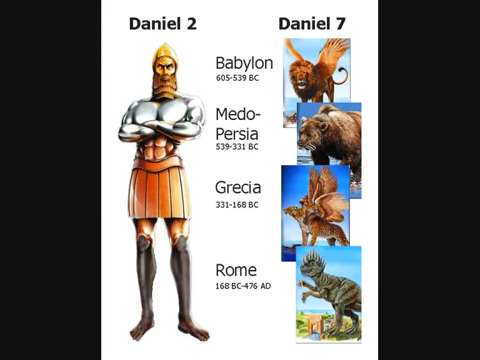 Daniel 2
Daniel 7
Babylon
605-539 BC
Medo-
Persia
539-331 BC
Grecia
331-168 BC
Rome
168 BC-476 AD